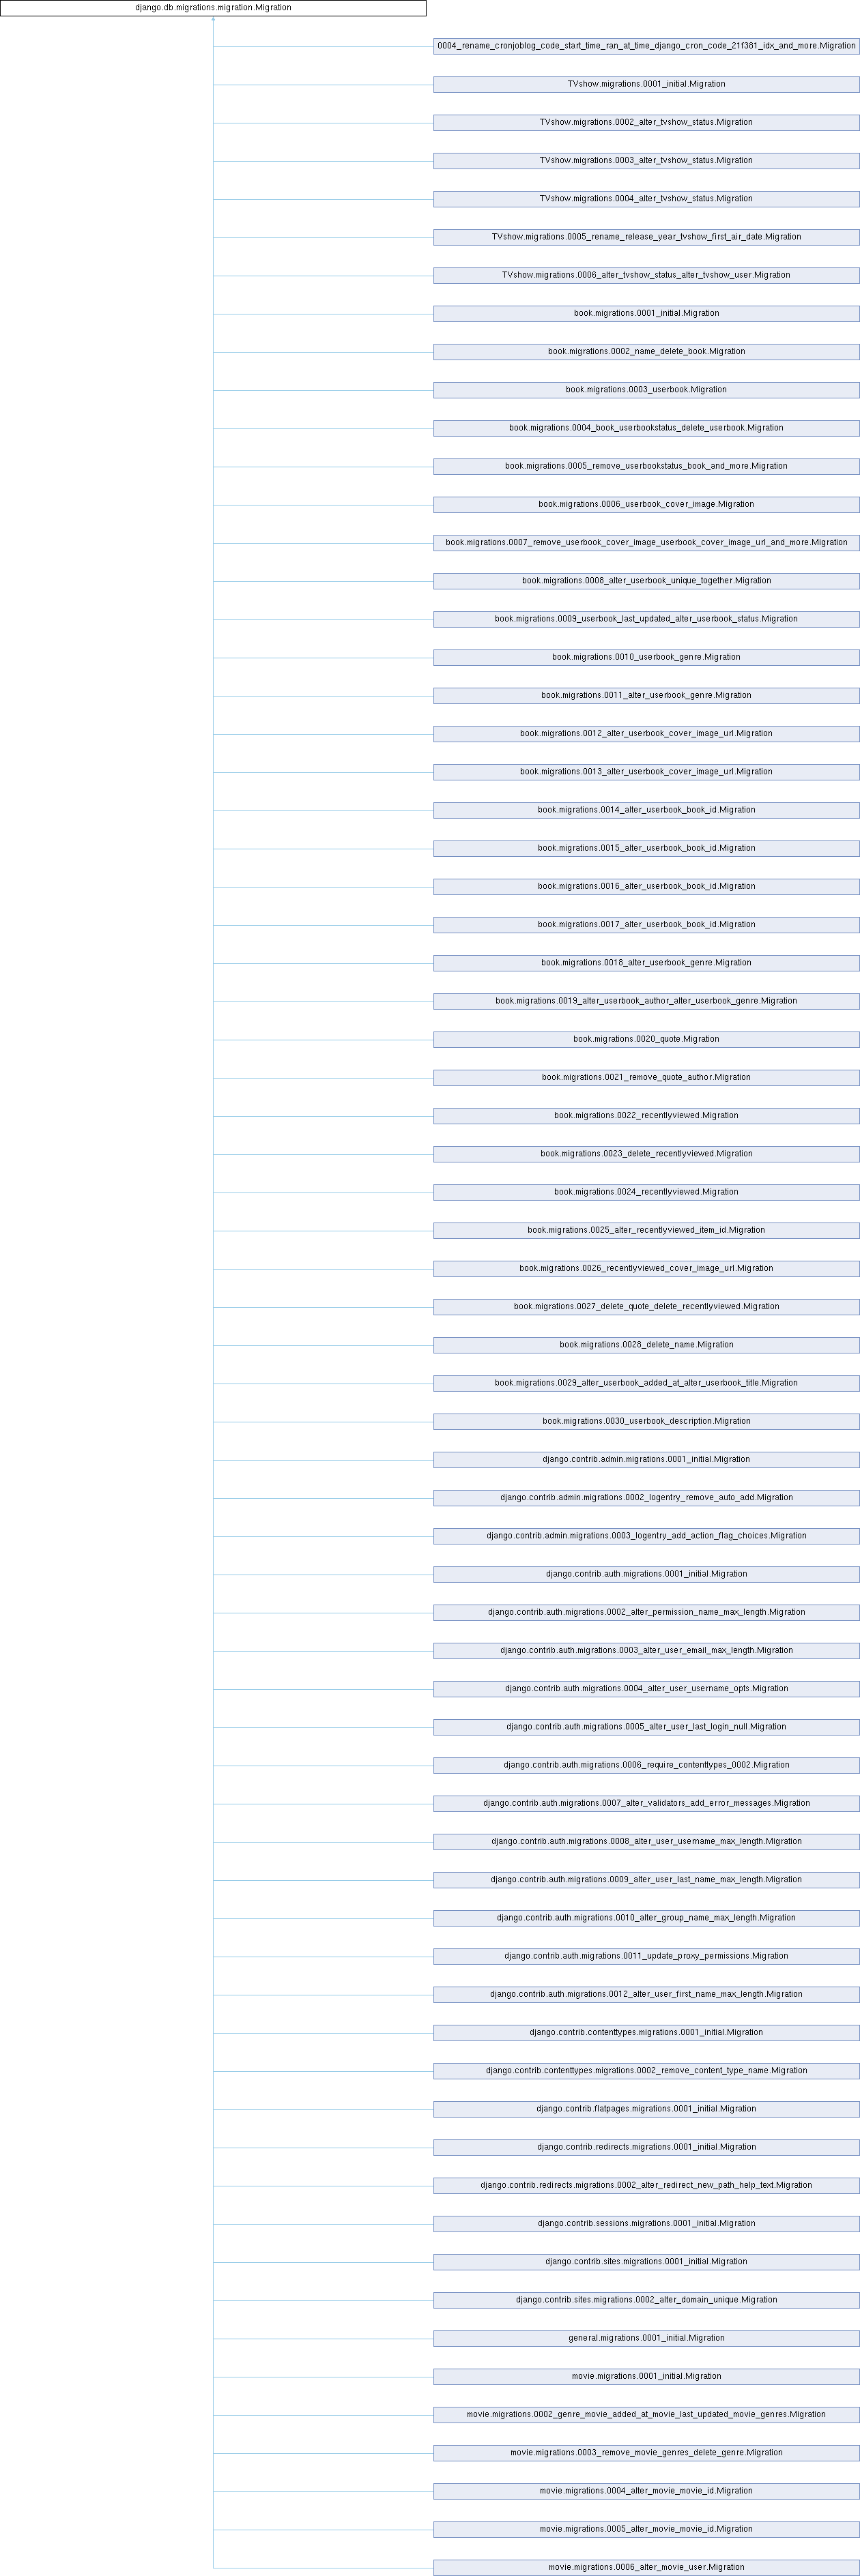 django.db.migrations.migration.Migration
0004_rename_cronjoblog_code_start_time_ran_at_time_django_cron_code_21f381_idx_and_more.Migration
TVshow.migrations.0001_initial.Migration
TVshow.migrations.0002_alter_tvshow_status.Migration
TVshow.migrations.0003_alter_tvshow_status.Migration
TVshow.migrations.0004_alter_tvshow_status.Migration
TVshow.migrations.0005_rename_release_year_tvshow_first_air_date.Migration
TVshow.migrations.0006_alter_tvshow_status_alter_tvshow_user.Migration
book.migrations.0001_initial.Migration
book.migrations.0002_name_delete_book.Migration
book.migrations.0003_userbook.Migration
book.migrations.0004_book_userbookstatus_delete_userbook.Migration
book.migrations.0005_remove_userbookstatus_book_and_more.Migration
book.migrations.0006_userbook_cover_image.Migration
book.migrations.0007_remove_userbook_cover_image_userbook_cover_image_url_and_more.Migration
book.migrations.0008_alter_userbook_unique_together.Migration
book.migrations.0009_userbook_last_updated_alter_userbook_status.Migration
book.migrations.0010_userbook_genre.Migration
book.migrations.0011_alter_userbook_genre.Migration
book.migrations.0012_alter_userbook_cover_image_url.Migration
book.migrations.0013_alter_userbook_cover_image_url.Migration
book.migrations.0014_alter_userbook_book_id.Migration
book.migrations.0015_alter_userbook_book_id.Migration
book.migrations.0016_alter_userbook_book_id.Migration
book.migrations.0017_alter_userbook_book_id.Migration
book.migrations.0018_alter_userbook_genre.Migration
book.migrations.0019_alter_userbook_author_alter_userbook_genre.Migration
book.migrations.0020_quote.Migration
book.migrations.0021_remove_quote_author.Migration
book.migrations.0022_recentlyviewed.Migration
book.migrations.0023_delete_recentlyviewed.Migration
book.migrations.0024_recentlyviewed.Migration
book.migrations.0025_alter_recentlyviewed_item_id.Migration
book.migrations.0026_recentlyviewed_cover_image_url.Migration
book.migrations.0027_delete_quote_delete_recentlyviewed.Migration
book.migrations.0028_delete_name.Migration
book.migrations.0029_alter_userbook_added_at_alter_userbook_title.Migration
book.migrations.0030_userbook_description.Migration
django.contrib.admin.migrations.0001_initial.Migration
django.contrib.admin.migrations.0002_logentry_remove_auto_add.Migration
django.contrib.admin.migrations.0003_logentry_add_action_flag_choices.Migration
django.contrib.auth.migrations.0001_initial.Migration
django.contrib.auth.migrations.0002_alter_permission_name_max_length.Migration
django.contrib.auth.migrations.0003_alter_user_email_max_length.Migration
django.contrib.auth.migrations.0004_alter_user_username_opts.Migration
django.contrib.auth.migrations.0005_alter_user_last_login_null.Migration
django.contrib.auth.migrations.0006_require_contenttypes_0002.Migration
django.contrib.auth.migrations.0007_alter_validators_add_error_messages.Migration
django.contrib.auth.migrations.0008_alter_user_username_max_length.Migration
django.contrib.auth.migrations.0009_alter_user_last_name_max_length.Migration
django.contrib.auth.migrations.0010_alter_group_name_max_length.Migration
django.contrib.auth.migrations.0011_update_proxy_permissions.Migration
django.contrib.auth.migrations.0012_alter_user_first_name_max_length.Migration
django.contrib.contenttypes.migrations.0001_initial.Migration
django.contrib.contenttypes.migrations.0002_remove_content_type_name.Migration
django.contrib.flatpages.migrations.0001_initial.Migration
django.contrib.redirects.migrations.0001_initial.Migration
django.contrib.redirects.migrations.0002_alter_redirect_new_path_help_text.Migration
django.contrib.sessions.migrations.0001_initial.Migration
django.contrib.sites.migrations.0001_initial.Migration
django.contrib.sites.migrations.0002_alter_domain_unique.Migration
general.migrations.0001_initial.Migration
movie.migrations.0001_initial.Migration
movie.migrations.0002_genre_movie_added_at_movie_last_updated_movie_genres.Migration
movie.migrations.0003_remove_movie_genres_delete_genre.Migration
movie.migrations.0004_alter_movie_movie_id.Migration
movie.migrations.0005_alter_movie_movie_id.Migration
movie.migrations.0006_alter_movie_user.Migration